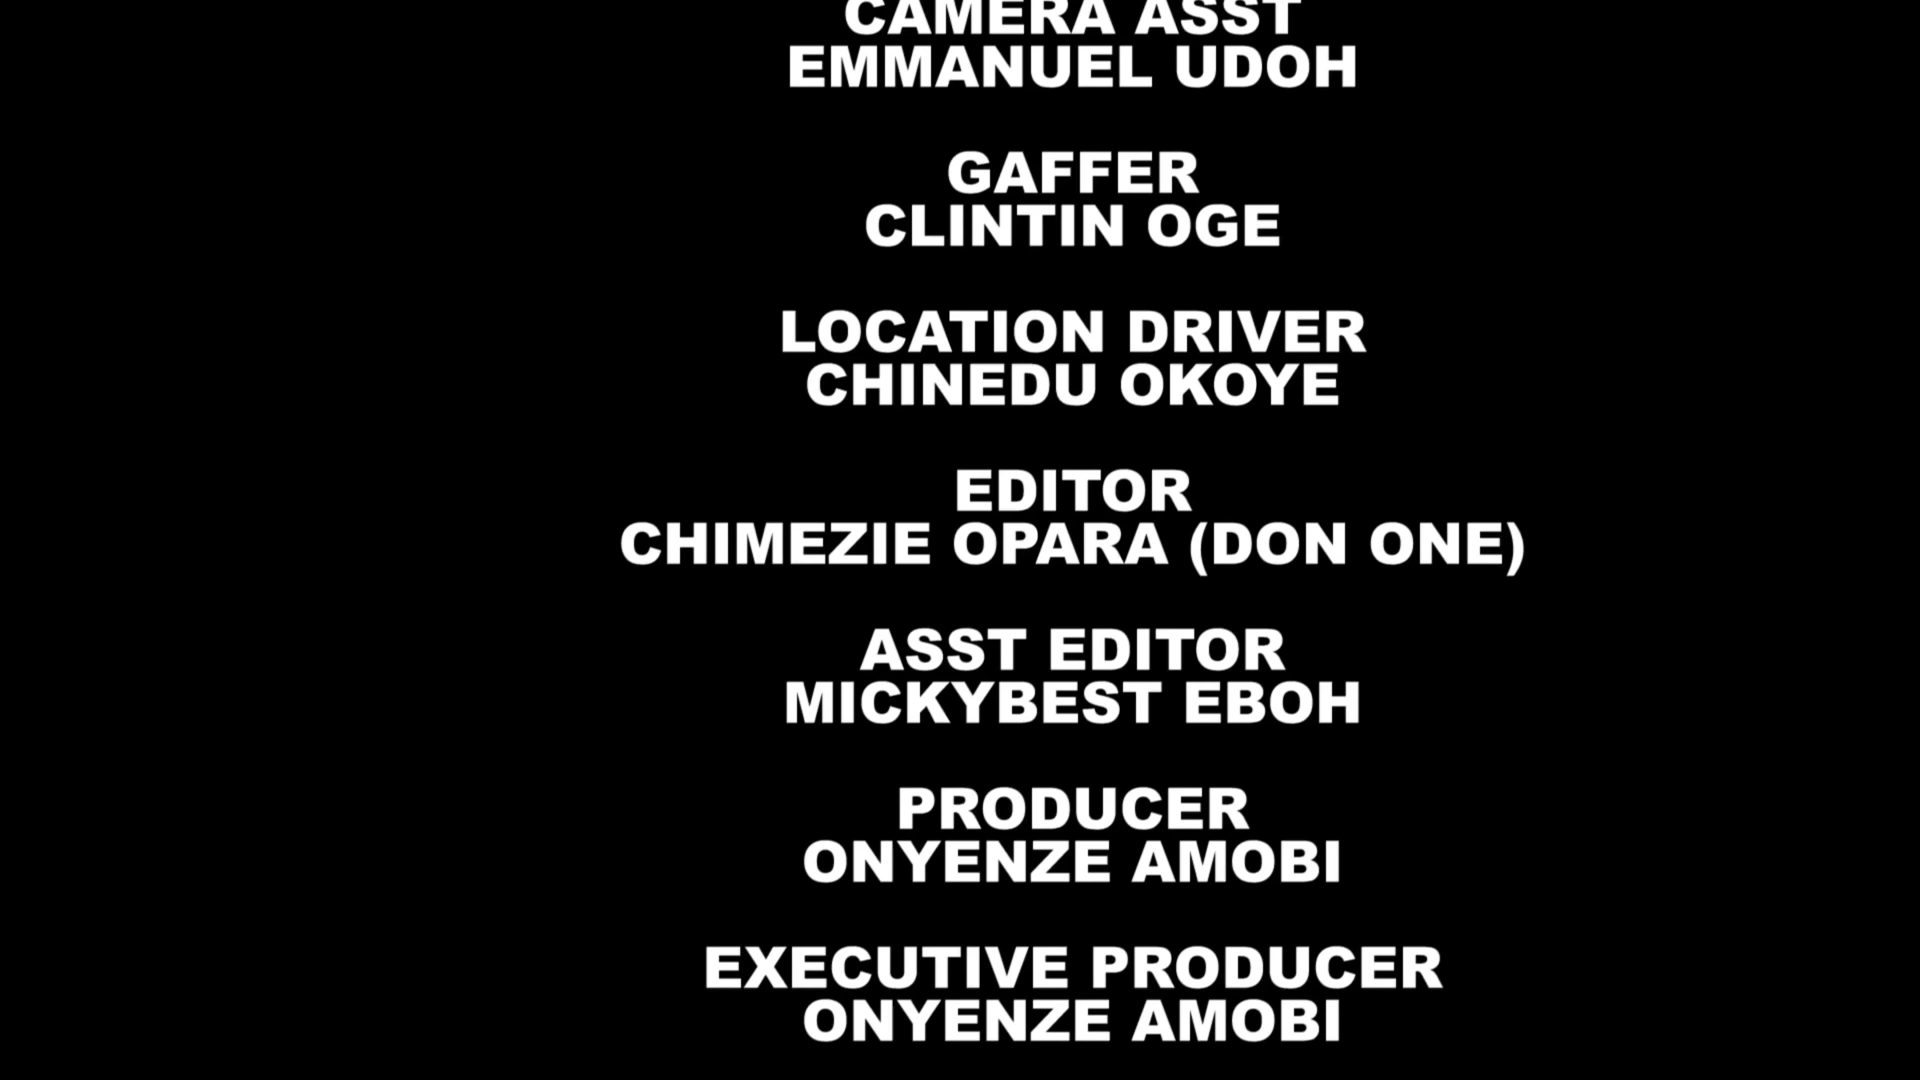 CAMERA ASST
EMMANUEL UDOH
GAFFER
CLINTIN OGE
LOCATION DRIVER
CHINEDU OKOYE
EDITOR
CHIMEZIE OPARA (DON ONE)
ASST EDITOR
MICKYBEST EBOH
PRODUCER
ONYENZE AMOBI
EXECUTIVE PRODUCER
ONYENZE AMOBI